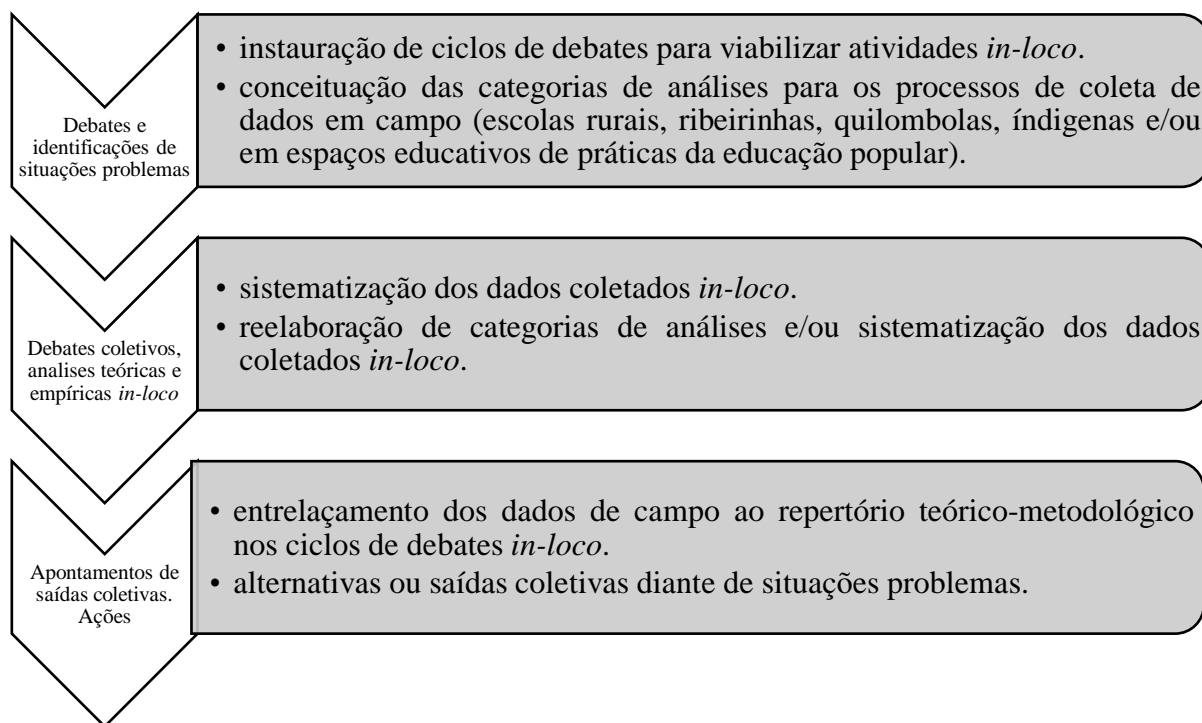 Debates e
identificações de
situações problemas
• instauração de ciclos de debates para viabilizar atividades in-loco.
• conceituação das categorias de análises para os processos de coleta de
dados em campo (escolas rurais, ribeirinhas, quilombolas, índigenas e/ou
em espaços educativos de práticas da educação popular).
Debates coletivos,
analises teóricas e
empíricas in-loco
• sistematização dos dados coletados in-loco.
• reelaboração de categorias de análises e/ou sistematização dos dados
coletados in-loco.
Apontamentos de
saídas coletivas.
Ações
• entrelaçamento dos dados de campo ao repertório teórico-metodológico
nos ciclos de debates in-loco.
• alternativas ou saídas coletivas diante de situações problemas.